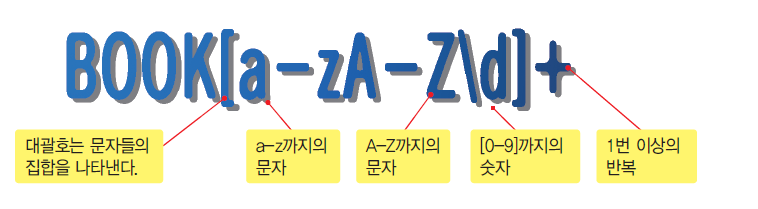 BOOK[a-zA-Z\d]+
대괄호는 문자들의
집합을 나타낸다.
a-z까지의
문자
A-Z까지의
문자
[0-9]까지의
숫자
1번 이상의
반복